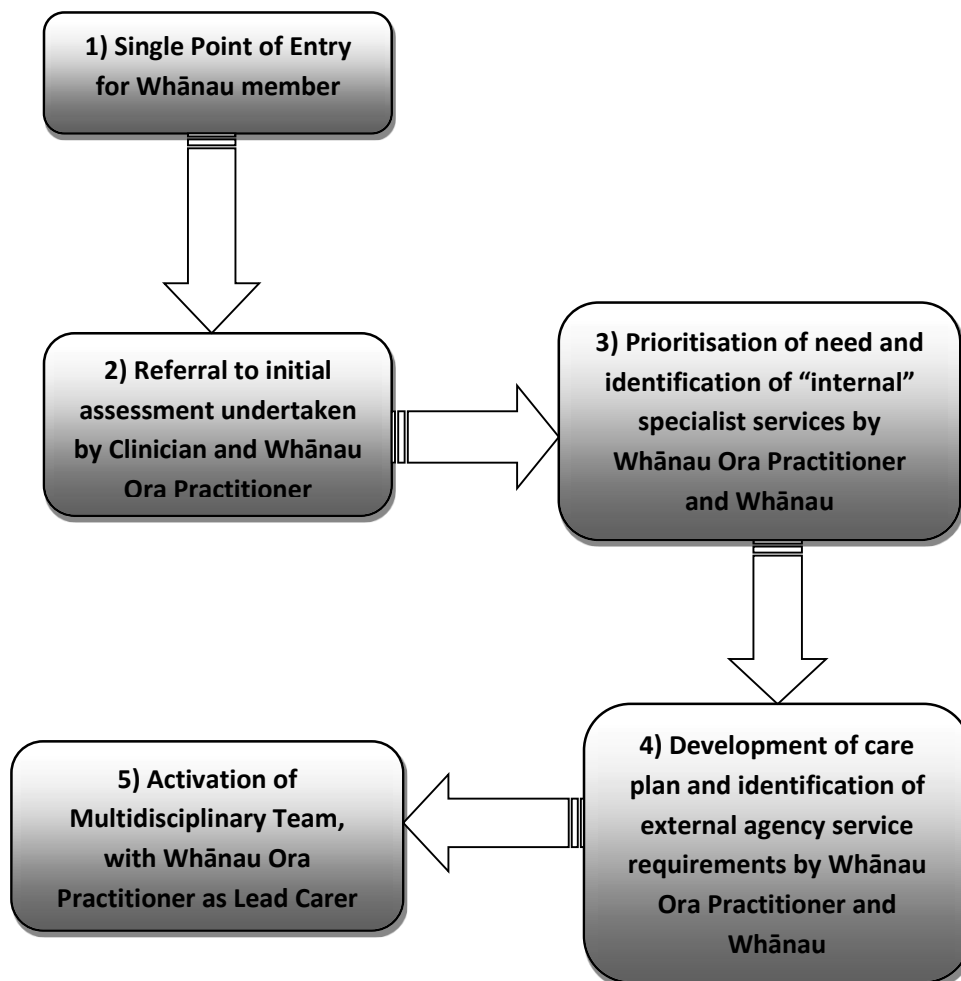 1) Single Point of Entry
for Whānau member
2) Referral to initial
assessment undertaken
by Clinician and Whānau
Ora Practitioner
3) Prioritisation of need and
identification of “internal”
specialist services by
Whānau Ora Practitioner
and Whānau
4) Development of care
plan and identification of
external agency service
requirements by Whānau
Ora Practitioner and
Whānau
5) Activation of
Multidisciplinary Team,
with Whānau Ora
Practitioner as Lead Carer